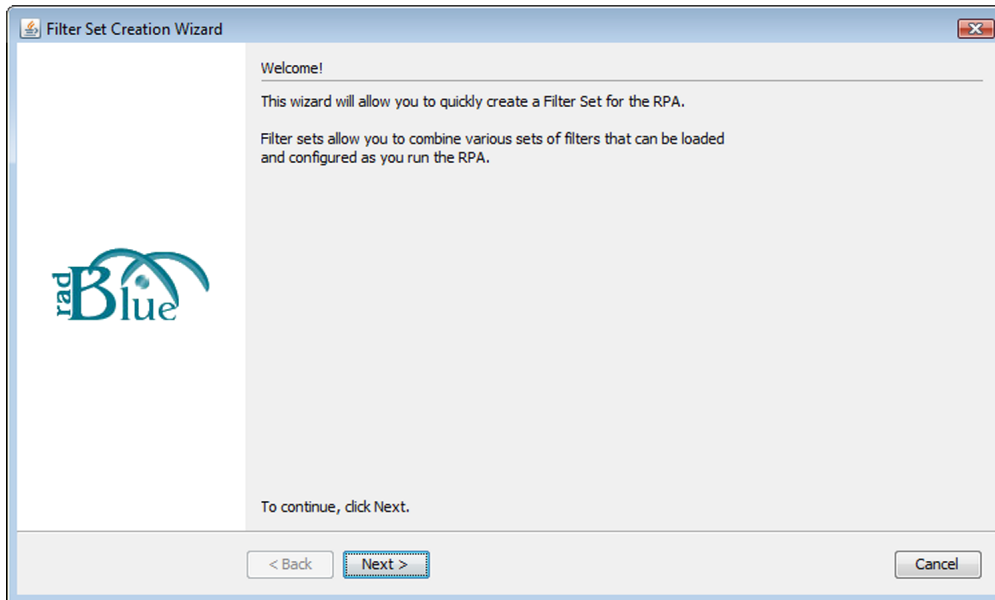 Filter Set Creation Wizard
Welcome!
This wizard will allow you to quickly create a Filter Set for the RPA.
Filter sets allow you to combine various sets of filters that can be loaded
and configured as you run the RPA.
rad Blue
To continue, click Next.
< Back Next > Cancel